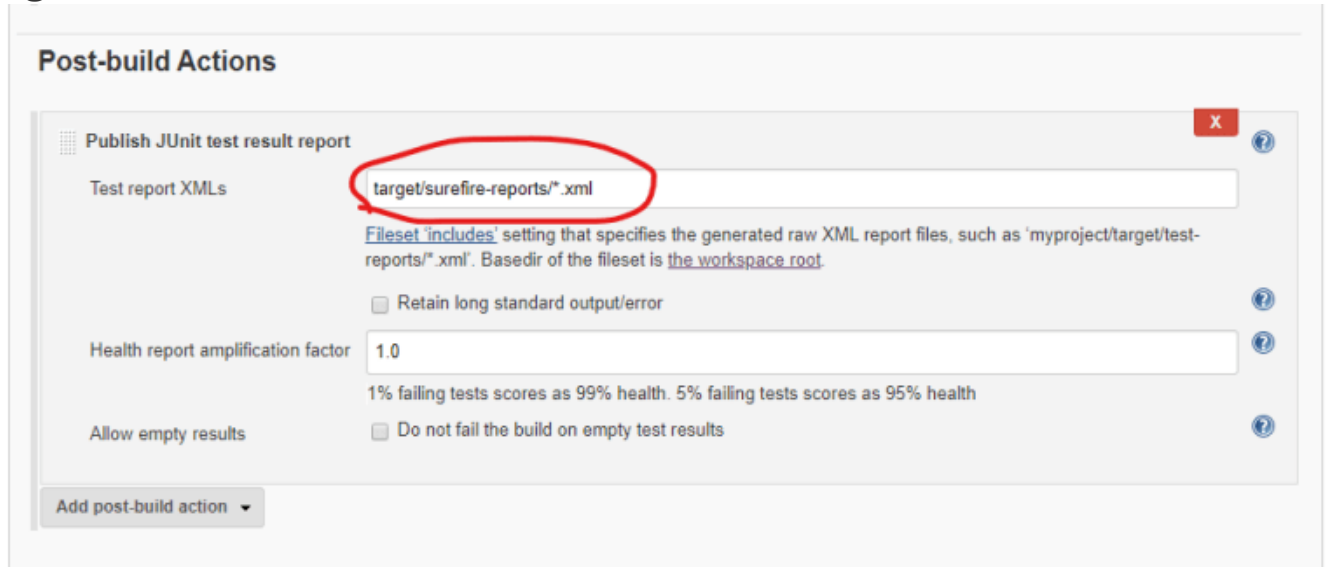 Post-build Actions
X
Publish JUnit test result report
Test report XMLs
target/surefire-reports/*.xml
Fileset 'includes' setting that specifies the generated raw XML report files, such as 'myproject/target/test-
reports/*.xml'. Basedir of the fileset is the workspace root.
Retain long standard output/error
Health report amplification factor
1.0
1% failing tests scores as 99% health. 5% failing tests scores as 95% health
Allow empty results
Do not fail the build on empty test results
Add post-build action